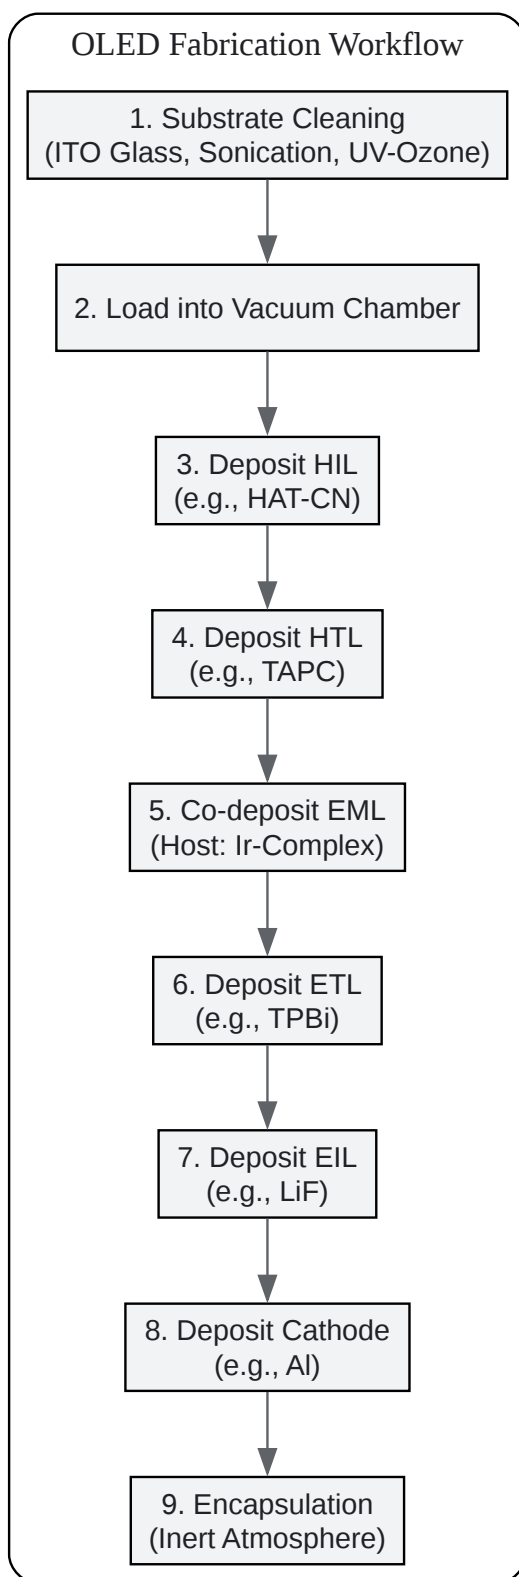 OLED Fabrication Workflow
1. Substrate Cleaning
(ITO Glass, Sonication, UV-Ozone)
2. Load into Vacuum Chamber
3. Deposit HIL
(e.g., HAT-CN)
4. Deposit HTL
(e.g., TAPC)
5. Co-deposit EML
(Host: Ir-Complex)
6. Deposit ETL
(e.g., TPBi)
7. Deposit EIL
(e.g., LiF)
8. Deposit Cathode
(e.g., Al)
9. Encapsulation
(Inert Atmosphere)